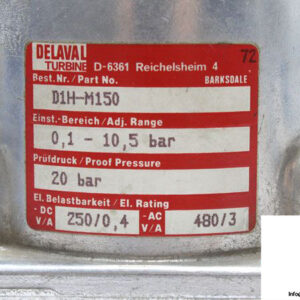 DELAVAL
TURBINE D-6361 Reichelsheim 4 72
Best.Nr./Part No. BARKSDALE
D1H-M150
Einst.-Bereich/Adj. Range
0,1 - 10,5 bar
Prüfdruck/Proof Pressure
20 bar
El. Belastbarkeit/El. Rating
- DC V/A 250/0,4 - AC V/A 480/3